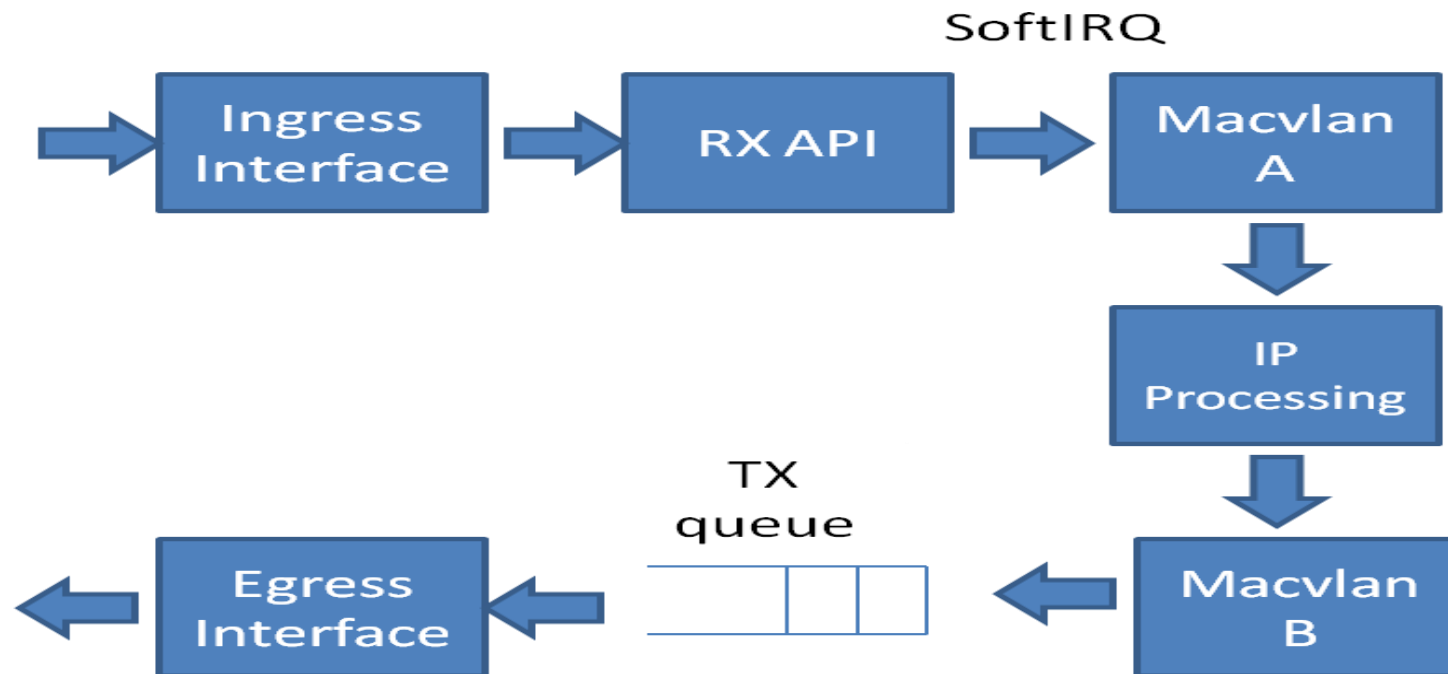 SoftIRQ
Ingress
Interface
RX API
Macvlan
A
IP
Processing
TX
queue
Egress
Interface
Macvlan
B